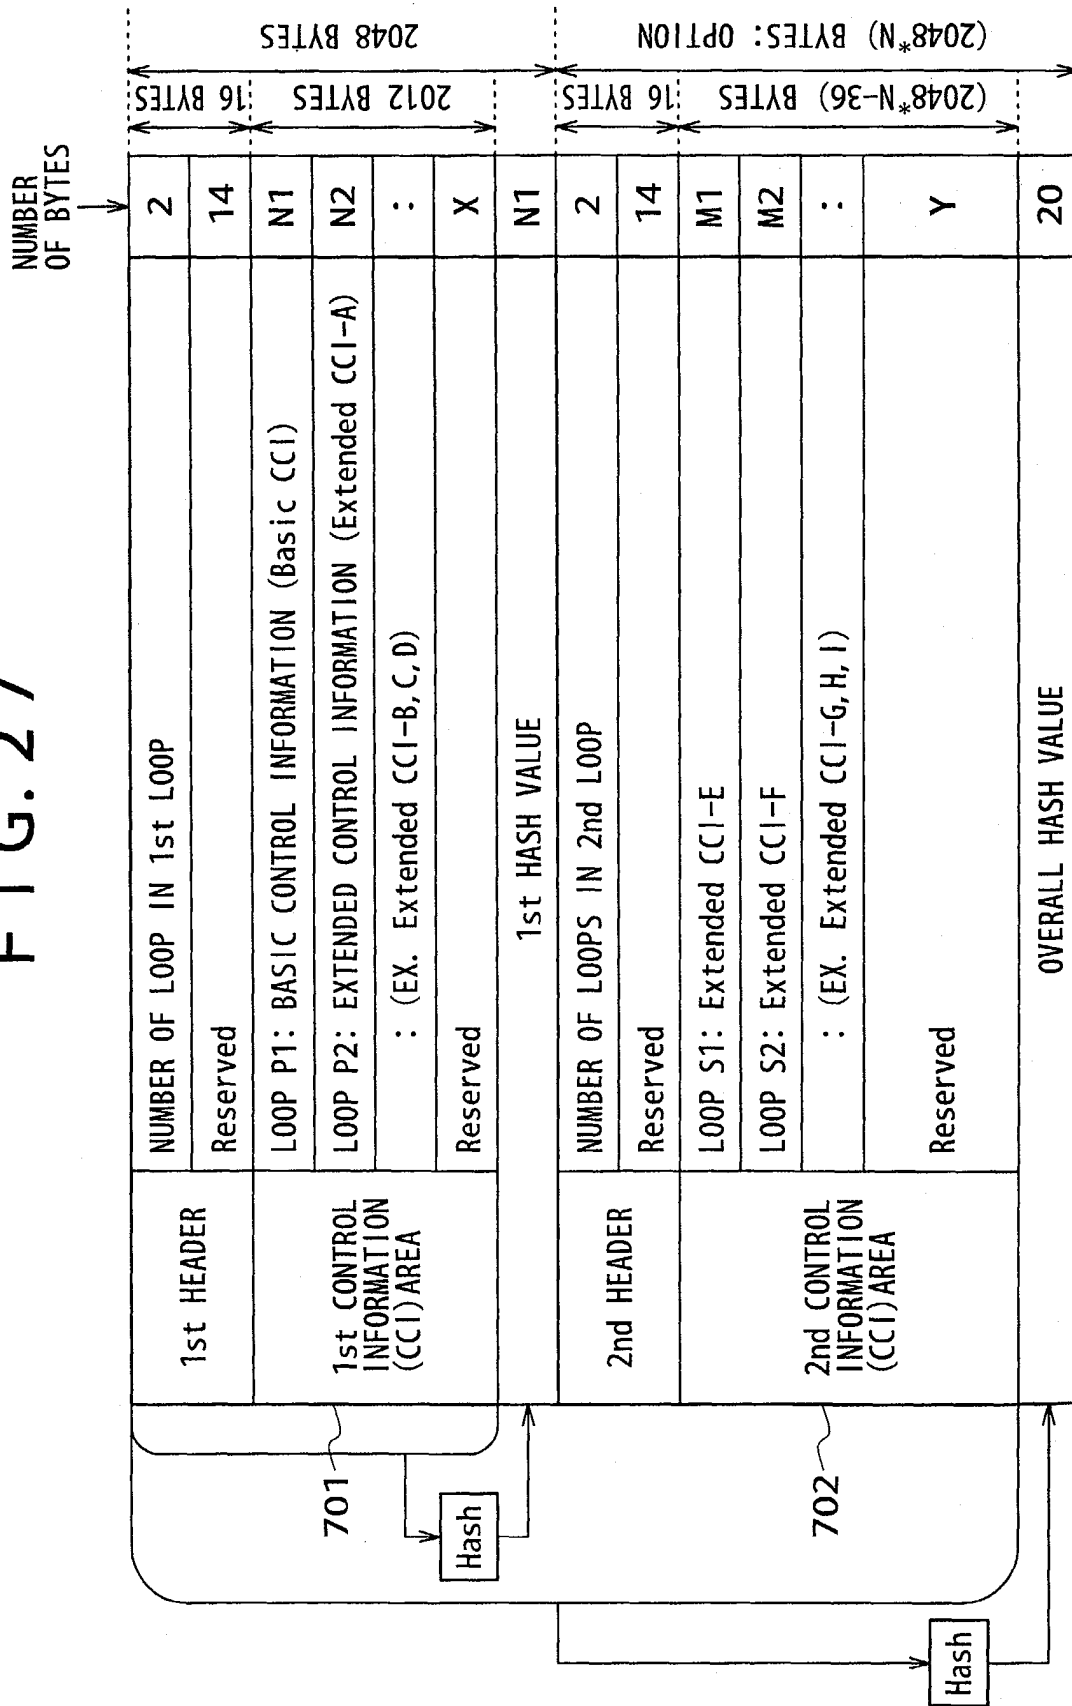 FIG. 27
NUMBER
OF BYTES
1st HEADER
NUMBER OF LOOP IN 1st LOOP
2
Reserved
14
16 BYTES
1st CONTROL
INFORMATION
(CCI) AREA
LOOP P1: BASIC CONTROL INFORMATION (Basic CCI)
N1
LOOP P2: EXTENDED CONTROL INFORMATION (Extended CCI-A)
N2
: (EX. Extended CCI-B, C, D)
:
Reserved
X
2012 BYTES
1st HASH VALUE
N1
2048 BYTES
2nd HEADER
NUMBER OF LOOPS IN 2nd LOOP
2
Reserved
14
16 BYTES
2nd CONTROL
INFORMATION
(CCI) AREA
LOOP S1: Extended CCI-E
M1
LOOP S2: Extended CCI-F
M2
: (EX. Extended CCI-G, H, I)
:
Reserved
Y
(2048*N-36) BYTES
OVERALL HASH VALUE
20
(2048*N) BYTES: OPTION
701
Hash
702
Hash